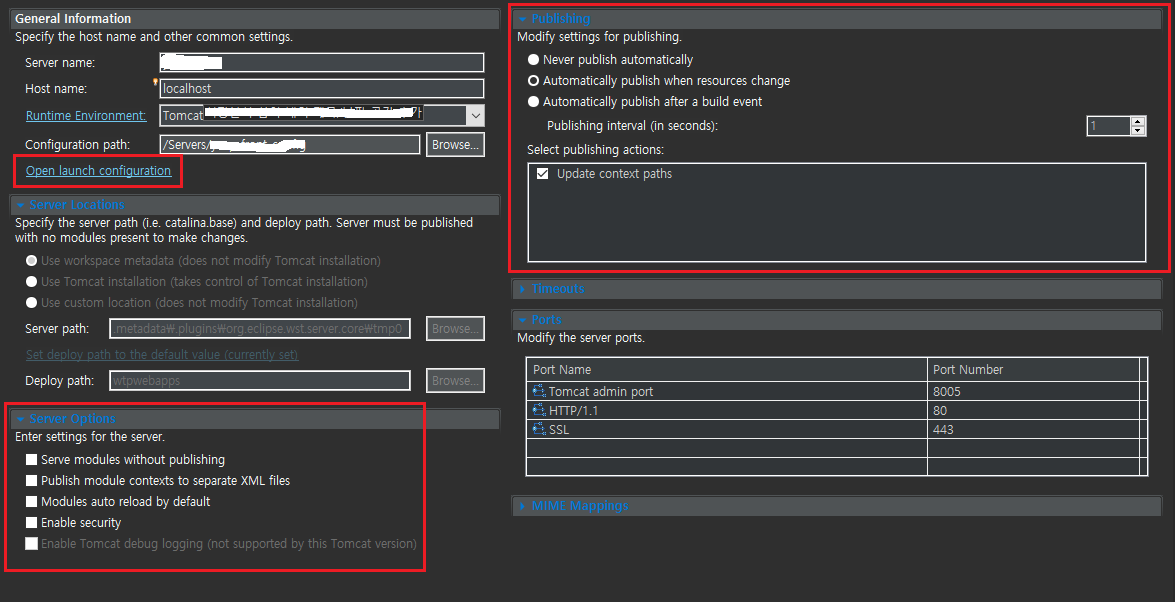 General Information
Specify the host name and other common settings.
Server name:
Host name:
localhost
Runtime Environment:
Tomcat
Configuration path:
/Servers/
Browse...
Open launch configuration
Server Locations
Specify the server path (i.e. catalina.base) and deploy path. Server must be published
with no modules present to make changes.
Use workspace metadata (does not modify Tomcat installation)
Use Tomcat installation (takes control of Tomcat installation)
Use custom location (does not modify Tomcat installation)
Server path:
.metadata₩.plugins₩org.eclipse.wst.server.core₩tmp0
Browse...
Set deploy path to the default value (currently set)
Deploy path:
wtpwebapps
Browse...
Server Options
Enter settings for the server.
Serve modules without publishing
Publish module contexts to separate XML files
Modules auto reload by default
Enable security
Enable Tomcat debug logging (not supported by this Tomcat version)
Publishing
Modify settings for publishing.
Never publish automatically
Automatically publish when resources change
Automatically publish after a build event
Publishing interval (in seconds):
1
Select publishing actions:
Update context paths
Timeouts
Ports
Modify the server ports.
Port Name Port Number
Tomcat admin port 8005
HTTP/1.1 80
SSL 443
MIME Mappings